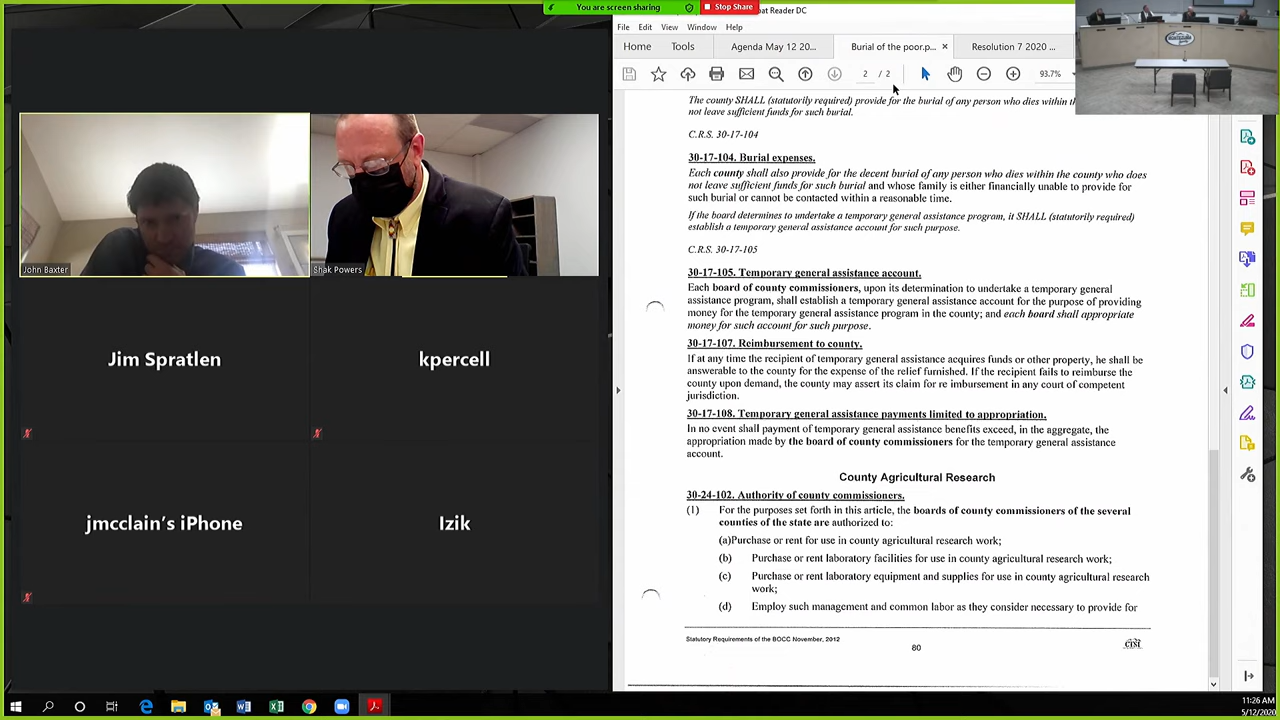 You are screen sharing
Stop Share
at Reader DC
File Edit View Window Help
Home Tools Agenda May 12 20... Burial of the poor.p... × Resolution 7 2020 ...
2 / 2 93.7%
The county SHALL (statutorily required) provide for the burial of any person who dies within th
not leave sufficient funds for such burial.
C.R.S. 30-17-104
30-17-104. Burial expenses.
Each county shall also provide for the decent burial of any person who dies within the county who does
not leave sufficient funds for such burial and whose family is either financially unable to provide for
such burial or cannot be contacted within a reasonable time.
If the board determines to undertake a temporary general assistance program, it SHALL (statutorily required)
establish a temporary general assistance account for such purpose.
C.R.S. 30-17-105
30-17-105. Temporary general assistance account.
Each board of county commissioners, upon its determination to undertake a temporary general
assistance program, shall establish a temporary general assistance account for the purpose of providing
money for the temporary general assistance program in the county; and each board shall appropriate
money for such account for such purpose.
30-17-107. Reimbursement to county.
If at any time the recipient of temporary general assistance acquires funds or other property, he shall be
answerable to the county for the expense of the relief furnished. If the recipient fails to reimburse the
county upon demand, the county may assert its claim for re imbursement in any court of competent
jurisdiction.
30-17-108. Temporary general assistance payments limited to appropriation.
In no event shall payment of temporary general assistance benefits exceed, in the aggregate, the
appropriation made by the board of county commissioners for the temporary general assistance
account.
County Agricultural Research
30-24-102. Authority of county commissioners.
(1) For the purposes set forth in this article, the boards of county commissioners of the several
counties of the state are authorized to:
(a)Purchase or rent for use in county agricultural research work;
(b) Purchase or rent laboratory facilities for use in county agricultural research work;
(c) Purchase or rent laboratory equipment and supplies for use in county agricultural research
work;
(d) Employ such management and common labor as they consider necessary to provide for
Statutory Requirements of the BOCC November, 2012
80
CTSI
John Baxter
Shak Powers
Jim Spratlen
kpercell
jmcclain's iPhone
Izik
11:26 AM
5/12/2020